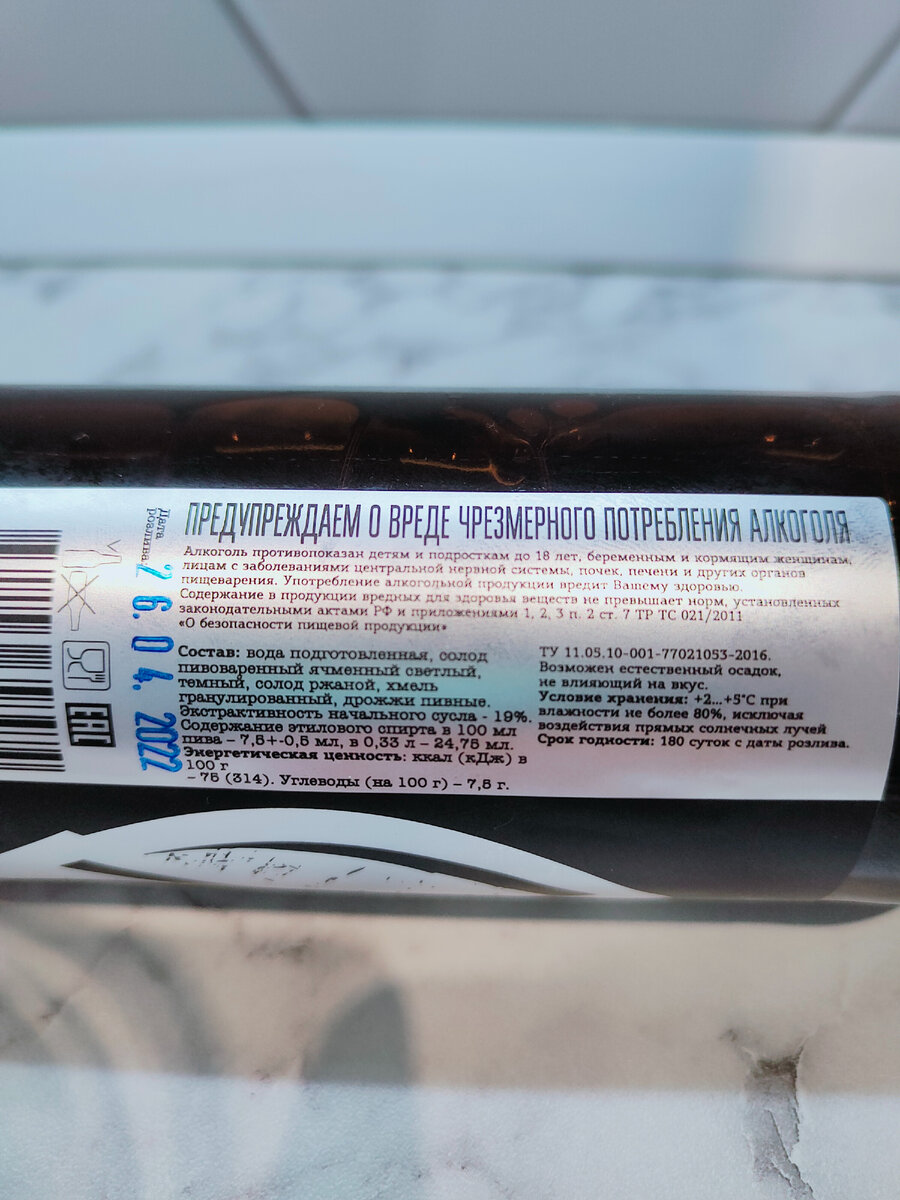 Дата
розлива:
26.04.2022
ПРЕДУПРЕЖДАЕМ О ВРЕДЕ ЧРЕЗМЕРНОГО ПОТРЕБЛЕНИЯ АЛКОГОЛЯ
Алкоголь противопоказан детям и подросткам до 18 лет, беременным и кормящим женщинам,
лицам с заболеваниями центральной нервной системы, почек, печени и других органов
пищеварения. Употребление алкогольной продукции вредит Вашему здоровью.
Содержание в продукции вредных для здоровья веществ не превышает норм, установленных
законодательными актами РФ и приложениями 1, 2, 3 п. 2 ст. 7 ТР ТС 021/2011
«О безопасности пищевой продукции»
Состав: вода подготовленная, солод
пивоваренный ячменный светлый,
темный, солод ржаной, хмель
гранулированный, дрожжи пивные.
Экстрактивность начального сусла - 19%.
Содержание этилового спирта в 100 мл
пива – 7,5+-0,5 мл, в 0,33 л – 24,75 мл.
Энергетическая ценность: ккал (кДж) в
100 г
– 75 (314). Углеводы (на 100 г) – 7,5 г.
ТУ 11.05.10-001-77021053-2016.
Возможен естественный осадок,
не влияющий на вкус.
Условие хранения: +2...+5°С при
влажности не более 80%, исключая
воздействия прямых солнечных лучей
Срок годности: 180 суток с даты розлива.
EAC